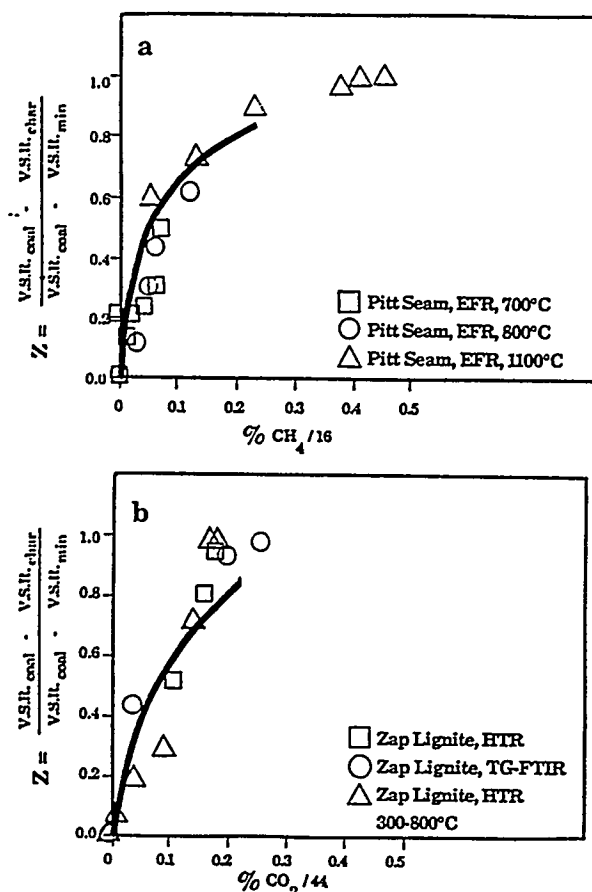 a
Z = V.S.R.coal - V.S.R.char
V.S.R.coal - V.S.R.min
1.0
0.8
0.6
0.4
0.2
0.0
0 0.1 0.2 0.3 0.4 0.5
% CH4/16
Pitt Seam, EFR, 700°C
Pitt Seam, EFR, 800°C
Pitt Seam, EFR, 1100°C
b
Z = V.S.R.coal - V.S.R.char
V.S.R.coal - V.S.R.min
1.0
0.8
0.6
0.4
0.2
0.0
0 0.1 0.2 0.3 0.4 0.5
% CO2/44
Zap Lignite, HTR
Zap Lignite, TG-FTIR
Zap Lignite, HTR
300-800°C